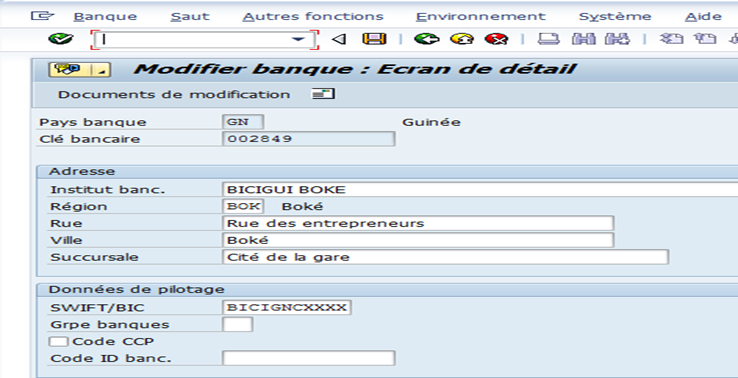 Banque Saut Autres fonctions Environnement Système Aide
Modifier banque : Ecran de détail
Documents de modification
Pays banque GN Guinée
Clé bancaire 002849
Adresse
Institut banc. BICIGUI BOKE
Région BOK Boké
Rue Rue des entrepreneurs
Ville Boké
Succursale Cité de la gare
Données de pilotage
SWIFT/BIC BICIGNCXXXX
Grpe banques
Code CCP
Code ID banc.